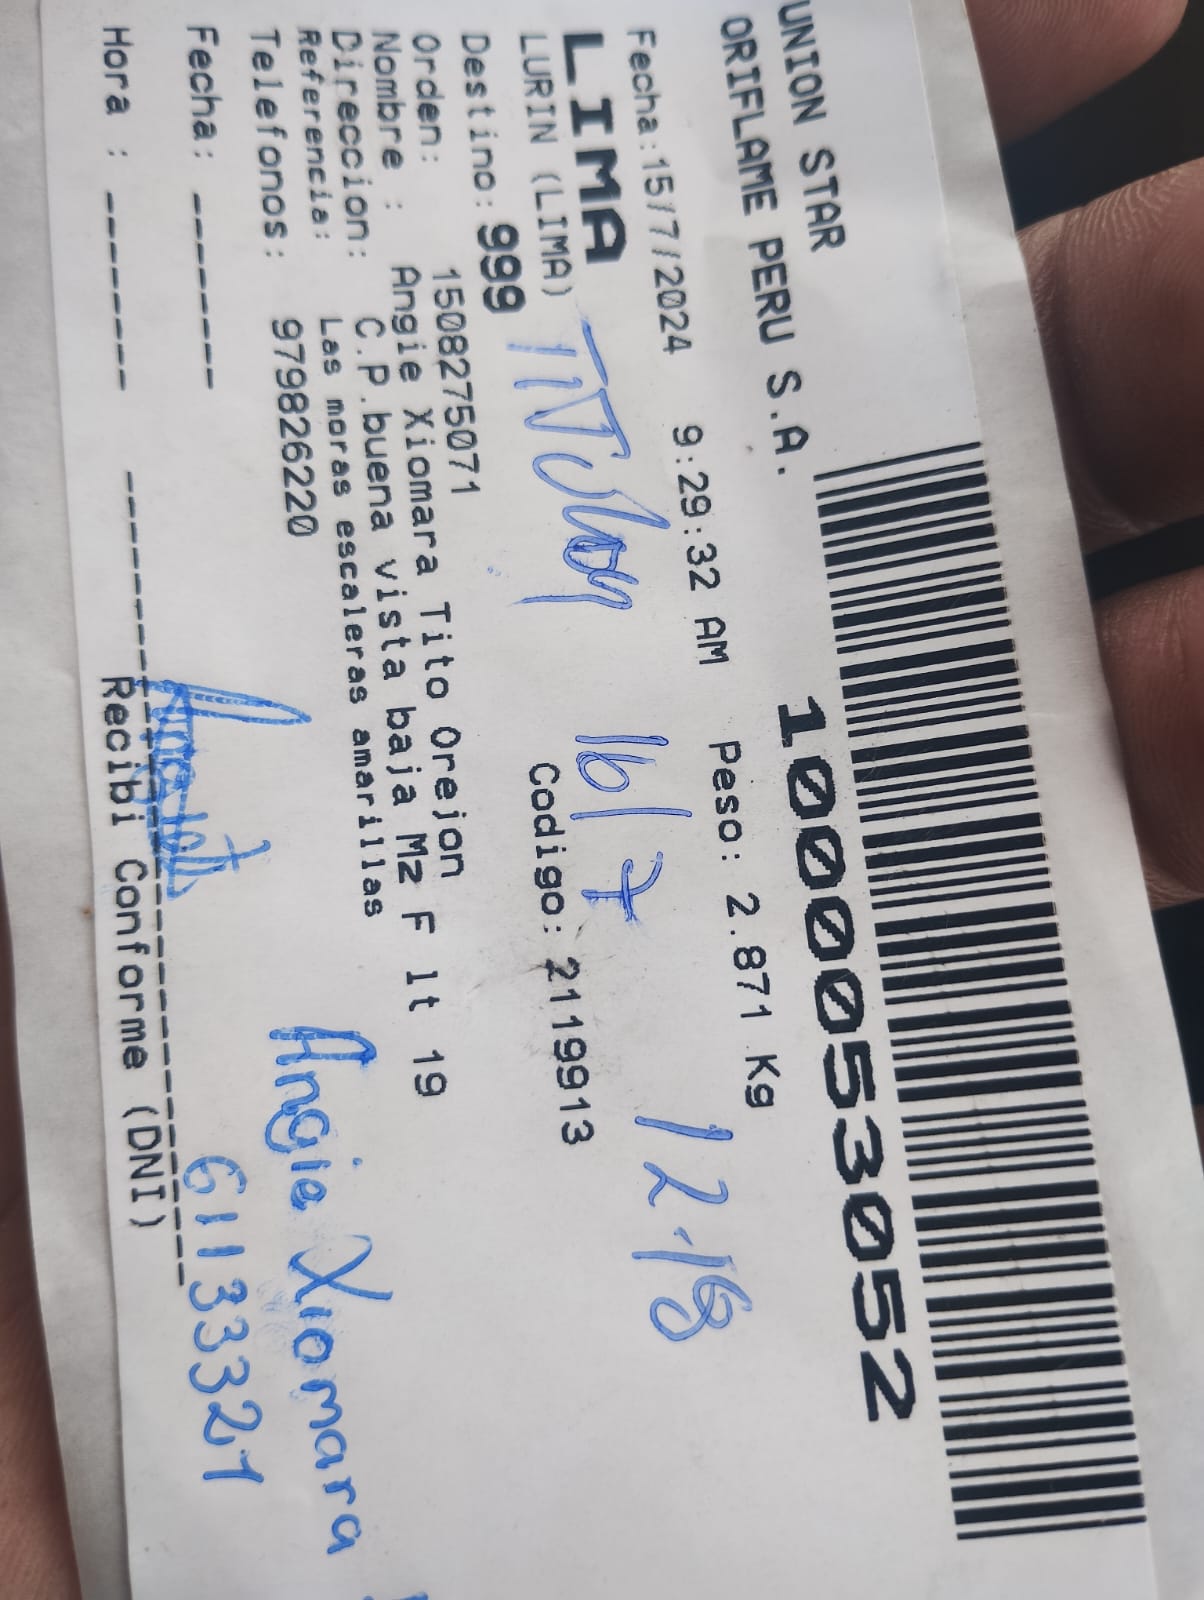 UNION STAR
ORIFLAME PERU S.A.
1000053052
Fecha:15/7/2024 9:29:32 AM Peso: 2.871 Kg
LIMA
16/7 12-18
LURIN (LIMA) Codigo: 2119913
Destino: 999
Orden: 1508275071
Nombre : Angie Xiomara Tito Orejon
Direccion: C.P.buena vista baja Mz F lt 19
Referencia: Las moras escaleras amarillas
Telefonos: 979826220
Angie Xiomara
Fecha: ------
61133321
Hora : ------
Recibi Conforme (DNI)